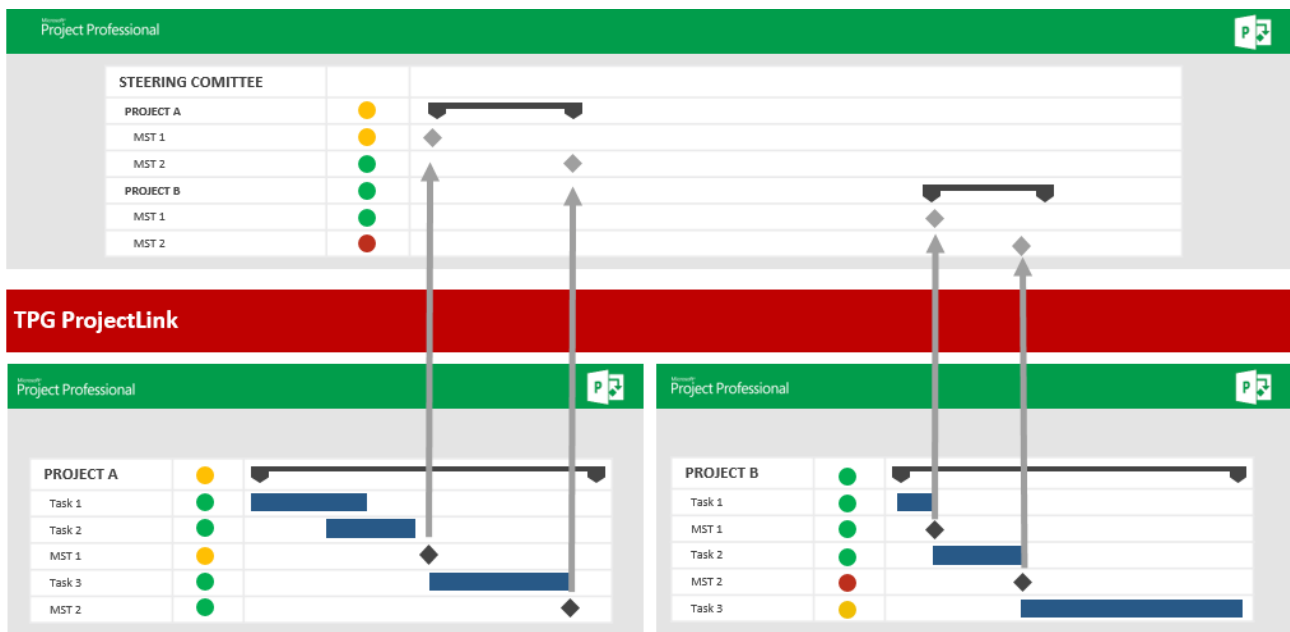 Microsoft®
Project Professional
P
STEERING COMITTEE
PROJECT A
MST 1
MST 2
PROJECT B
MST 1
MST 2
TPG ProjectLink
Microsoft®
Project Professional
P
PROJECT A
Task 1
Task 2
MST 1
Task 3
MST 2
Microsoft®
Project Professional
P
PROJECT B
Task 1
MST 1
Task 2
MST 2
Task 3